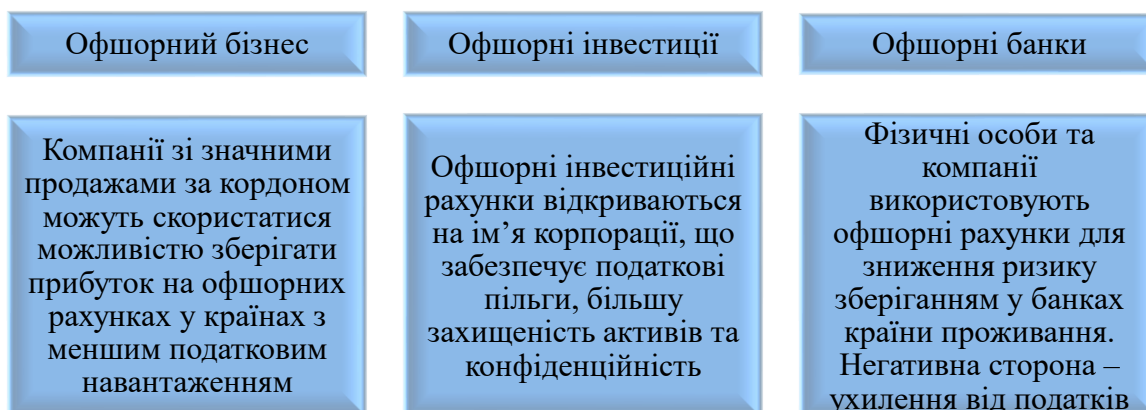 Офшорний бізнес
Офшорні інвестиції
Офшорні банки
Компанії зі значними
продажами за кордоном
можуть скористатися
можливістю зберігати
прибуток на офшорних
рахунках у країнах з
меншим податковим
навантаженням
Офшорні інвестиційні
рахунки відкриваються
на ім’я корпорації, що
забезпечує податкові
пільги, більшу
захищеність активів та
конфіденційність
Фізичні особи та
компанії
використовують
офшорні рахунки для
зниження ризику
зберіганням у банках
країни проживання.
Негативна сторона –
ухилення від податків